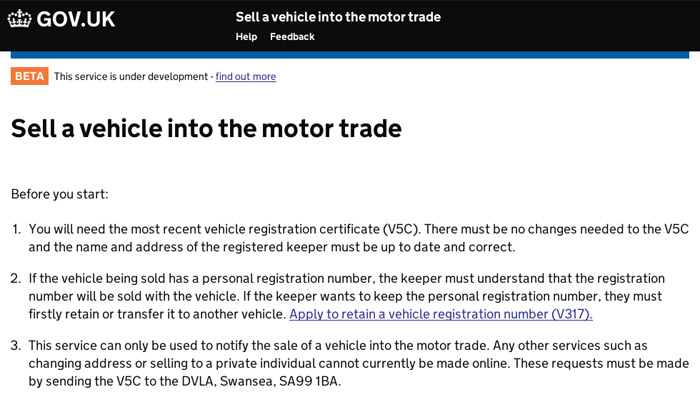 GOV.UK
Sell a vehicle into the motor trade
Help Feedback
BETA This service is under development - find out more
Sell a vehicle into the motor trade
Before you start:
1. You will need the most recent vehicle registration certificate (V5C). There must be no changes needed to the V5C
and the name and address of the registered keeper must be up to date and correct.
2. If the vehicle being sold has a personal registration number, the keeper must understand that the registration
number will be sold with the vehicle. If the keeper wants to keep the personal registration number, they must
firstly retain or transfer it to another vehicle. Apply to retain a vehicle registration number (V317).
3. This service can only be used to notify the sale of a vehicle into the motor trade. Any other services such as
changing address or selling to a private individual cannot currently be made online. These requests must be made
by sending the V5C to the DVLA, Swansea, SA99 1BA.